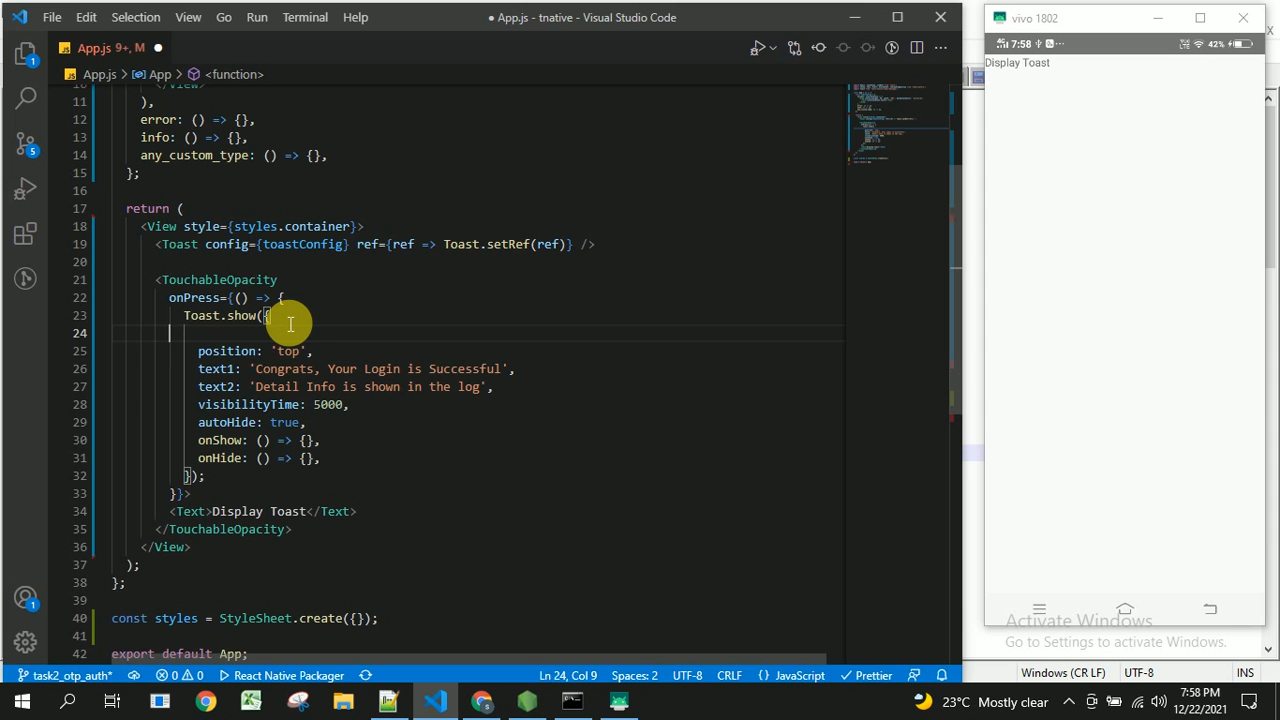 File Edit Selection View Go Run Terminal Help
● App.js - tnative - Visual Studio Code
vivo 1802
JS App.js 9+, M ●
JS App.js > App > <function>
7:58
42%
Display Toast
</View>
11 ),
12 error: () => {},
13 info: () => {},
14 any_custom_type: () => {},
15 };
16
17 return (
18 <View style={styles.container}>
19 <Toast config={toastConfig} ref={ref => Toast.setRef(ref)} />
20
21 <TouchableOpacity
22 onPress={() => {
23 Toast.show({
24
25 position: 'top',
26 text1: 'Congrats, Your Login is Successful',
27 text2: 'Detail Info is shown in the log',
28 visibilityTime: 5000,
29 autoHide: true,
30 onShow: () => {},
31 onHide: () => {},
32 });
33 }}>
34 <Text>Display Toast</Text>
35 </TouchableOpacity>
36 </View>
37 );
38 };
39
40 const styles = StyleSheet.create({});
41
42 export default App;
1
5
1
Activate Windows
Go to Settings to activate Windows.
task2_otp_auth* 0 0 React Native Packager Ln 24, Col 9 Spaces: 2 UTF-8 CRLF {} JavaScript Prettier
Windows (CR LF) UTF-8 INS
23°C Mostly clear
7:58 PM
12/22/2021